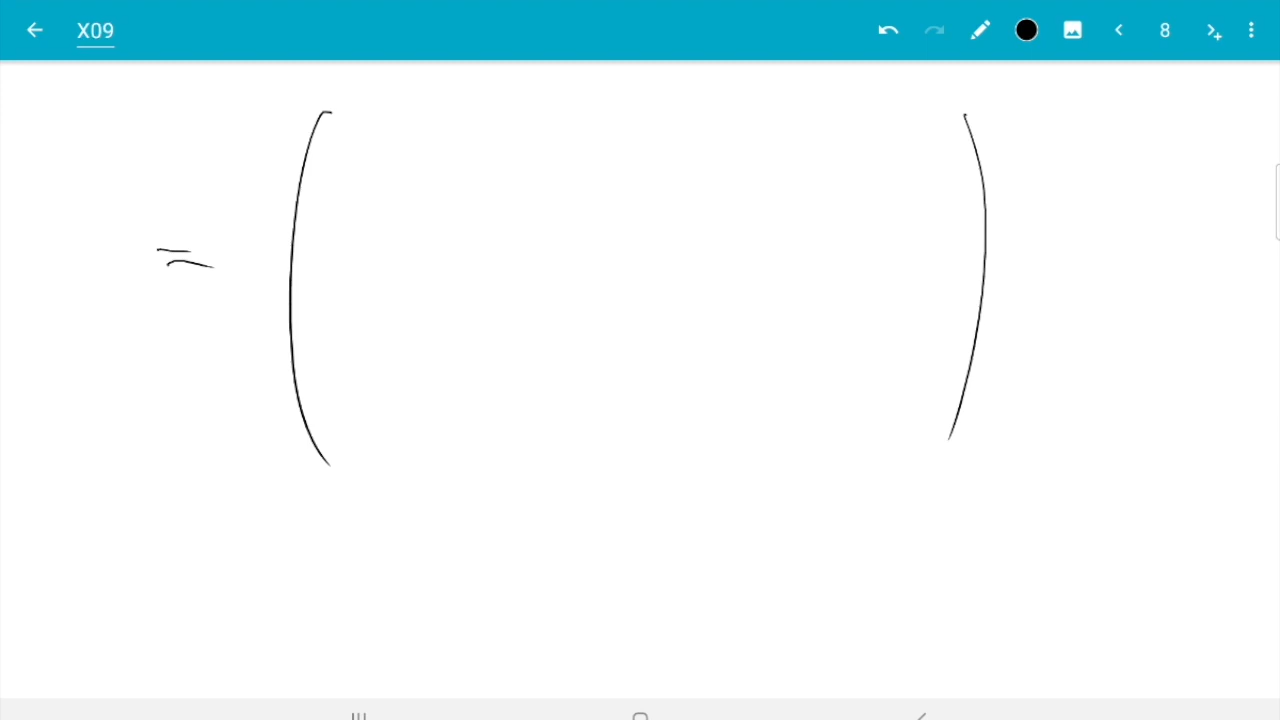 X09 8
= ( )